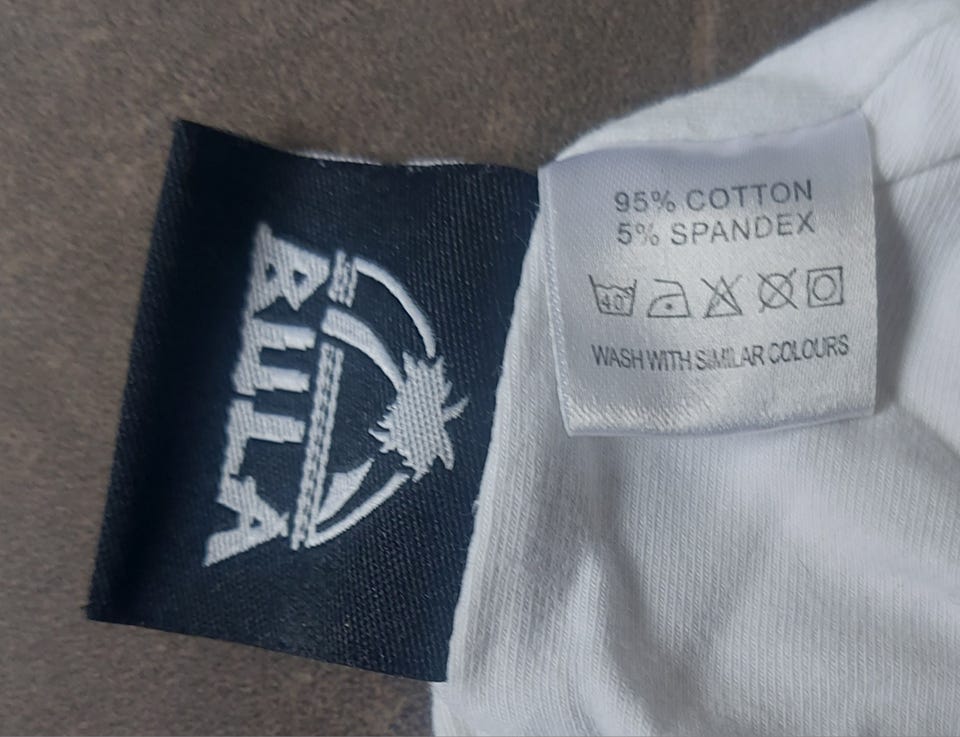 BULA
95% COTTON
5% SPANDEX
40°
WASH WITH SIMILAR COLOURS